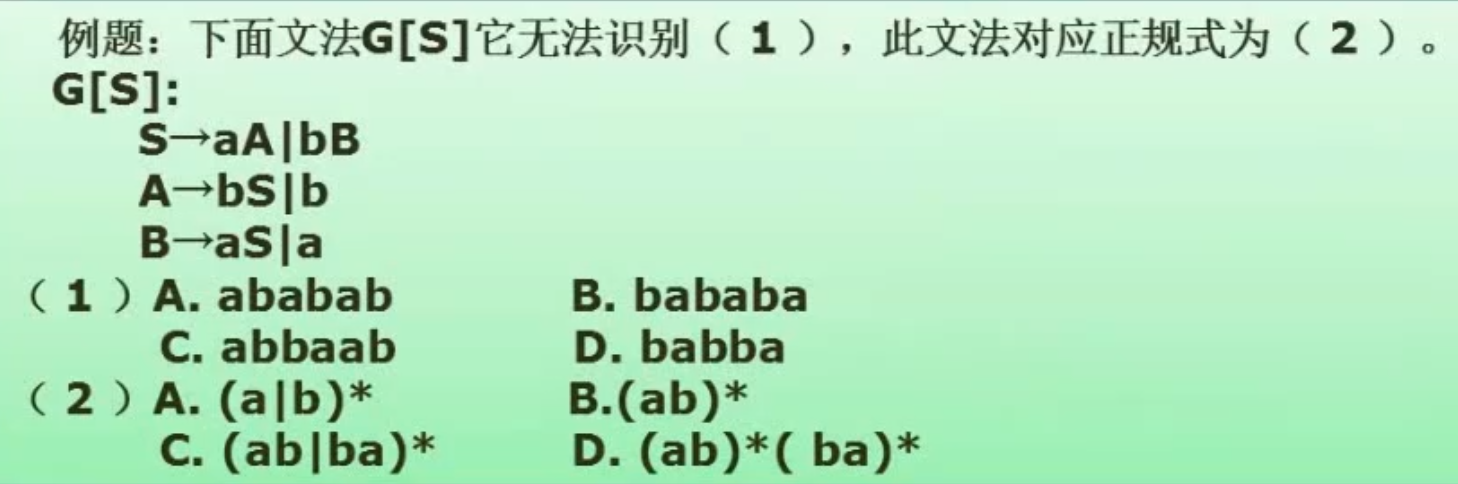 例题：下面文法G[S]它无法识别（1），此文法对应正规式为（2）。
G[S]:
S→aA|bB
A→bS|b
B→aS|a
（1）A. ababab B. bababa
C. abbaab D. babba
（2）A. (a|b)* B.(ab)*
C. (ab|ba)* D. (ab)*( ba)*